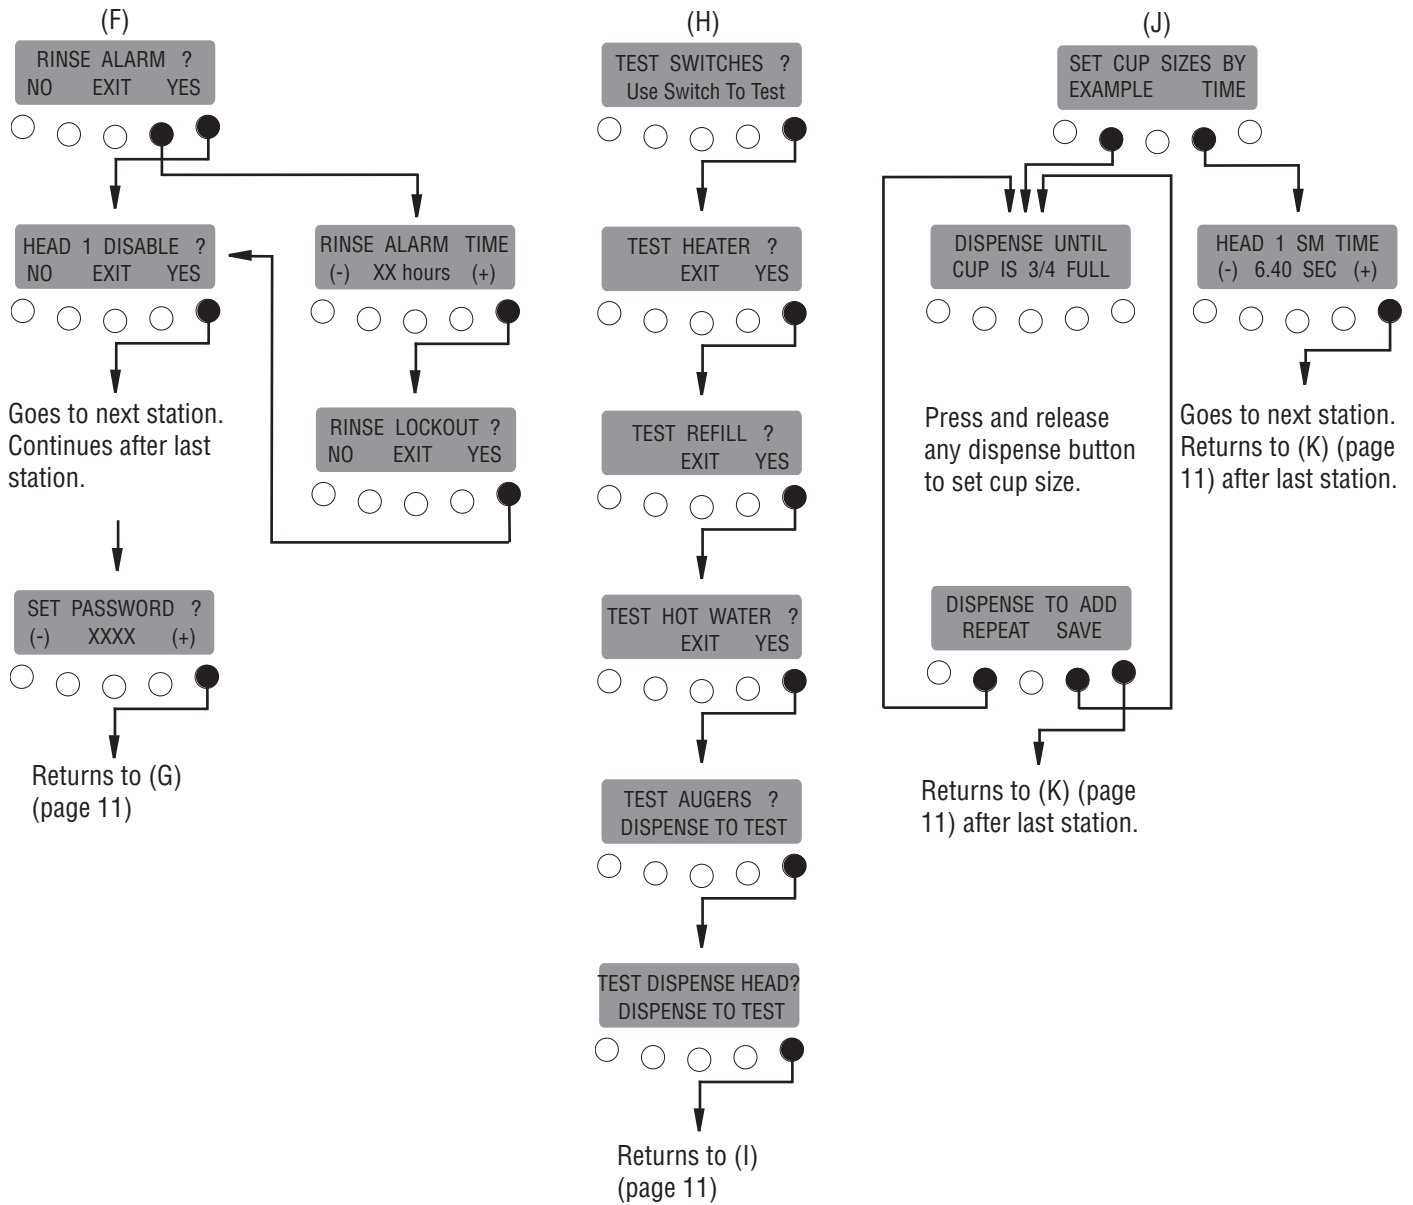 (F)
RINSE ALARM ?
NO EXIT YES
HEAD 1 DISABLE ?
NO EXIT YES
RINSE ALARM TIME
(-) XX hours (+)
RINSE LOCKOUT ?
NO EXIT YES
Goes to next station.
Continues after last
station.
SET PASSWORD ?
(-) XXXX (+)
Returns to (G)
(page 11)
(H)
TEST SWITCHES ?
Use Switch To Test
TEST HEATER ?
EXIT YES
TEST REFILL ?
EXIT YES
TEST HOT WATER ?
EXIT YES
TEST AUGERS ?
DISPENSE TO TEST
TEST DISPENSE HEAD?
DISPENSE TO TEST
Returns to (I)
(page 11)
(J)
SET CUP SIZES BY
EXAMPLE TIME
DISPENSE UNTIL
CUP IS 3/4 FULL
Press and release
any dispense button
to set cup size.
DISPENSE TO ADD
REPEAT SAVE
Returns to (K) (page
11) after last station.
HEAD 1 SM TIME
(-) 6.40 SEC (+)
Goes to next station.
Returns to (K) (page
11) after last station.